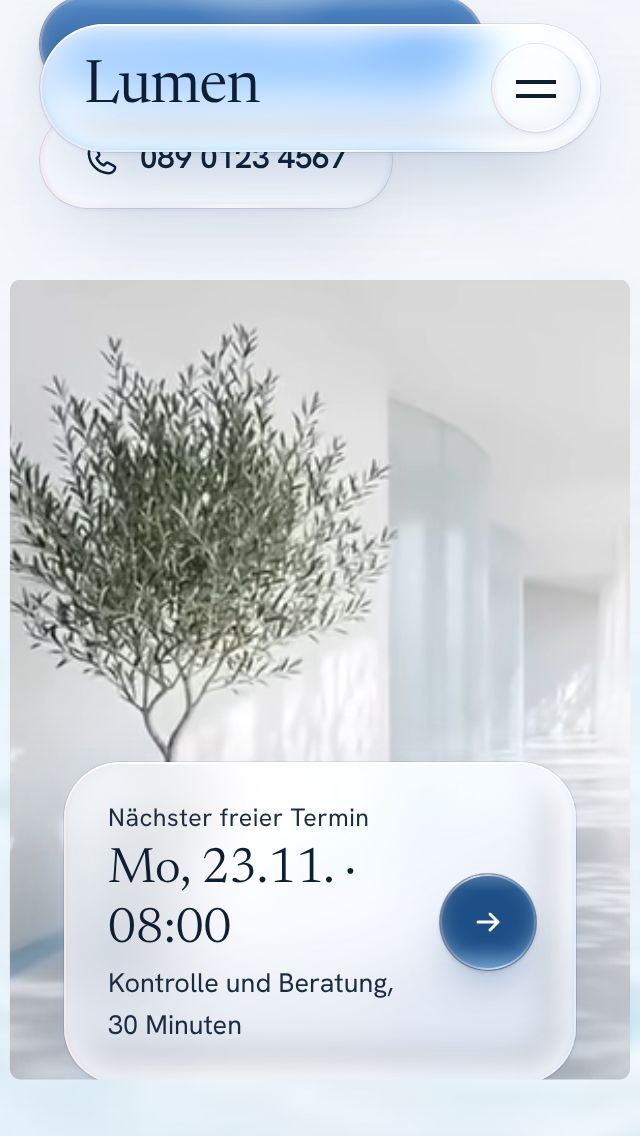 Lumen
089 0123 4567
Nächster freier Termin
Mo, 23.11. ·
08:00
Kontrolle und Beratung,
30 Minuten